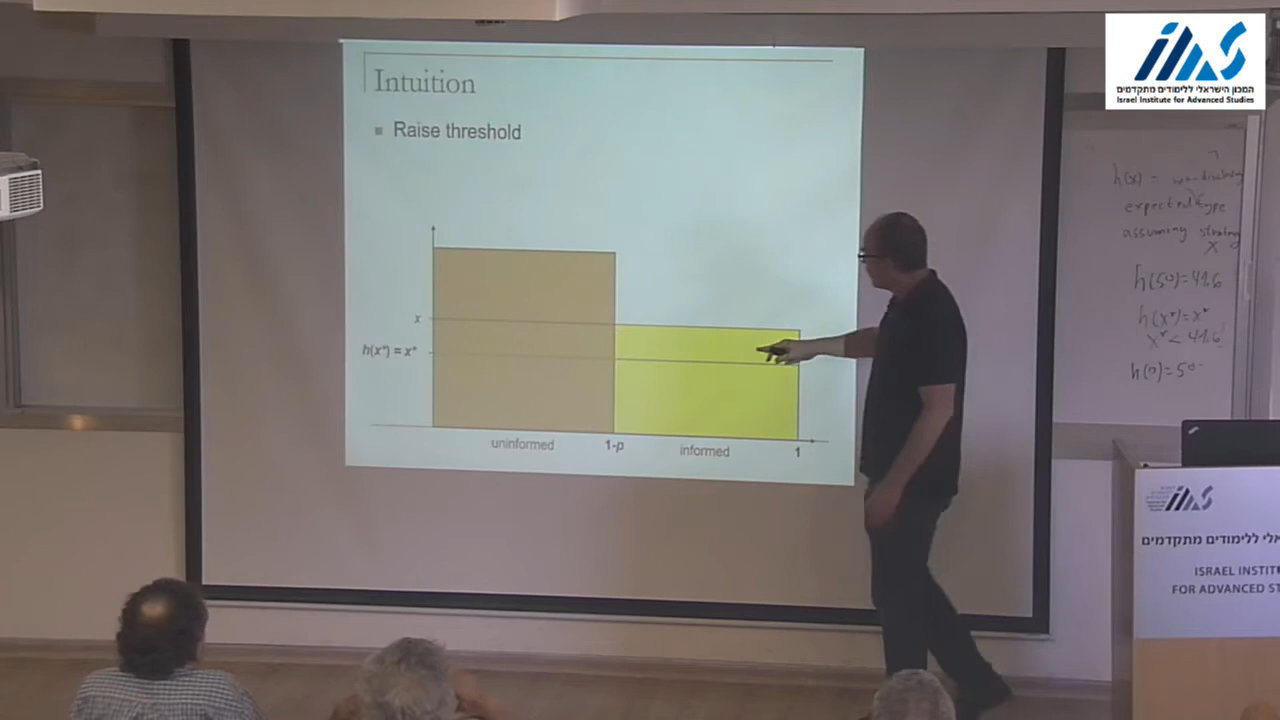 Intuition
Raise threshold
x
h(x*) = x*
uninformed
1-p
informed
1
המכון הישראלי ללימודים מתקדמים
Israel Institute for Advanced Studies
h(x) =
expected type
assuming
x
h(50)=41.6
h(x*)=x*
x* < 41.6
h(0)=50
אלי ללימודים מתקדמים
ISRAEL INSTIT
FOR ADVANCED ST